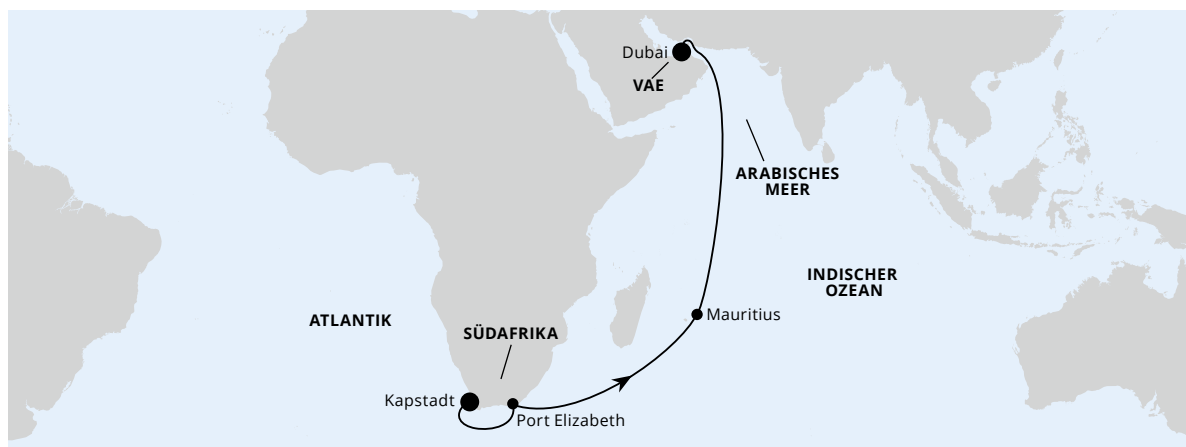 Dubai
VAE
ARABISCHES
MEER
INDISCHER
OZEAN
Mauritius
ATLANTIK
SÜDAFRIKA
Kapstadt
Port Elizabeth